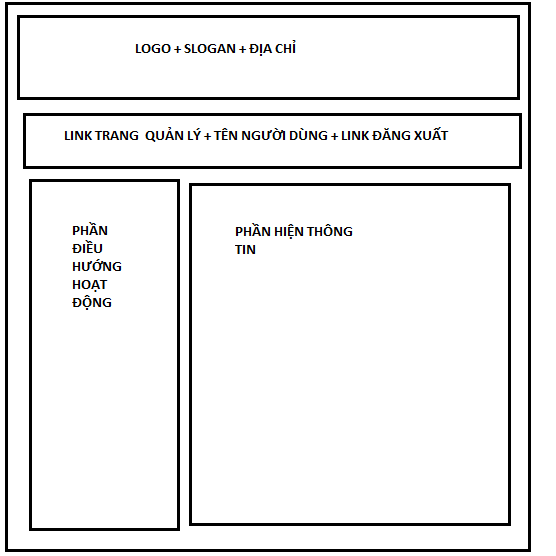 LOGO + SLOGAN + ĐỊA CHỈ
LINK TRANG  QUẢN LÝ + TÊN NGƯỜI DÙNG + LINK ĐĂNG XUẤT
PHẦN
ĐIỀU
HƯỚNG
HOẠT
ĐỘNG
PHẦN HIỆN THÔNG
TIN